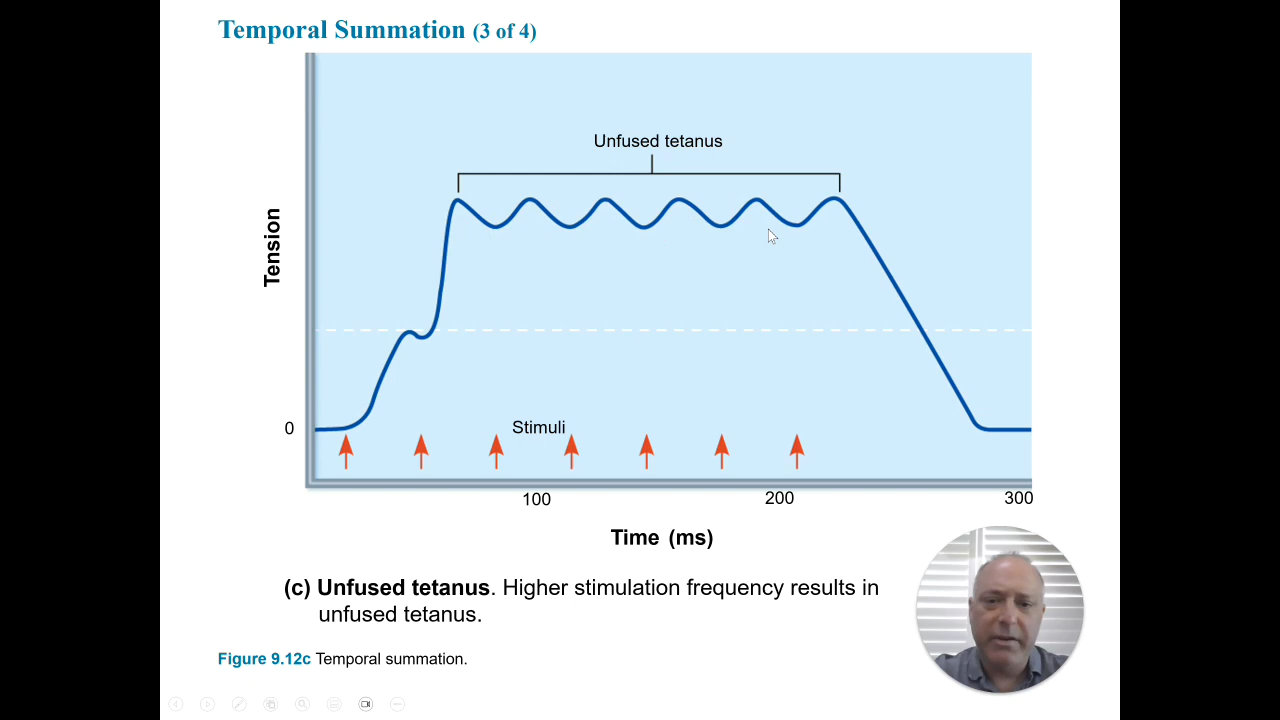 Temporal Summation (3 of 4)
Unfused tetanus
Tension
0
Stimuli
100 200 300
Time (ms)
(c) Unfused tetanus. Higher stimulation frequency results in
unfused tetanus.
Figure 9.12c Temporal summation.